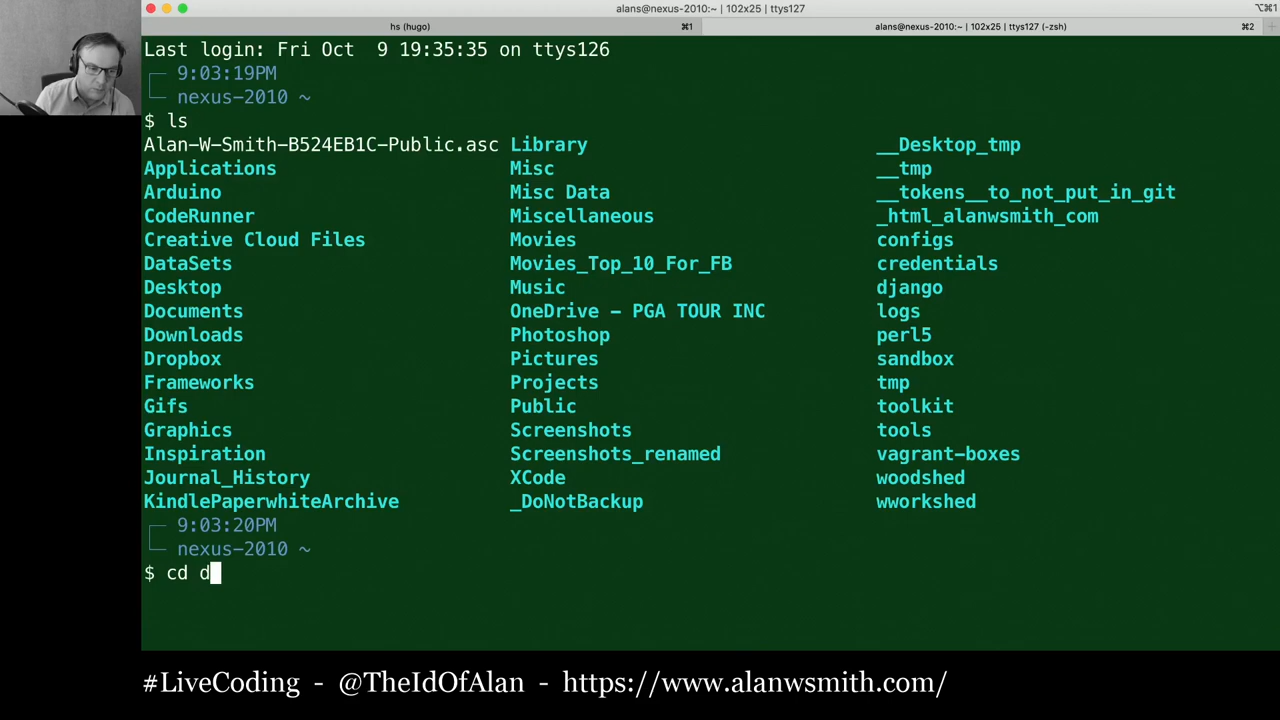 alans@nexus-2010:~ | 102x25 | ttys127
⌥⌘1
hs (hugo)
⌘1
alans@nexus-2010:~ | 102x25 | ttys127 (-zsh)
⌘2
Last login: Fri Oct  9 19:35:35 on ttys126
9:03:19PM
nexus-2010 ~
$ ls
Alan-W-Smith-B524EB1C-Public.asc Library __Desktop_tmp
Applications Misc __tmp
Arduino Misc Data __tokens__to_not_put_in_git
CodeRunner Miscellaneous _html_alanwsmith_com
Creative Cloud Files Movies configs
DataSets Movies_Top_10_For_FB credentials
Desktop Music django
Documents OneDrive - PGA TOUR INC logs
Downloads Photoshop perl5
Dropbox Pictures sandbox
Frameworks Projects tmp
Gifs Public toolkit
Graphics Screenshots tools
Inspiration Screenshots_renamed vagrant-boxes
Journal_History XCode woodshed
KindlePaperwhiteArchive _DoNotBackup wworkshed
9:03:20PM
nexus-2010 ~
$ cd d
#LiveCoding - @TheIdOfAlan - https://www.alanwsmith.com/